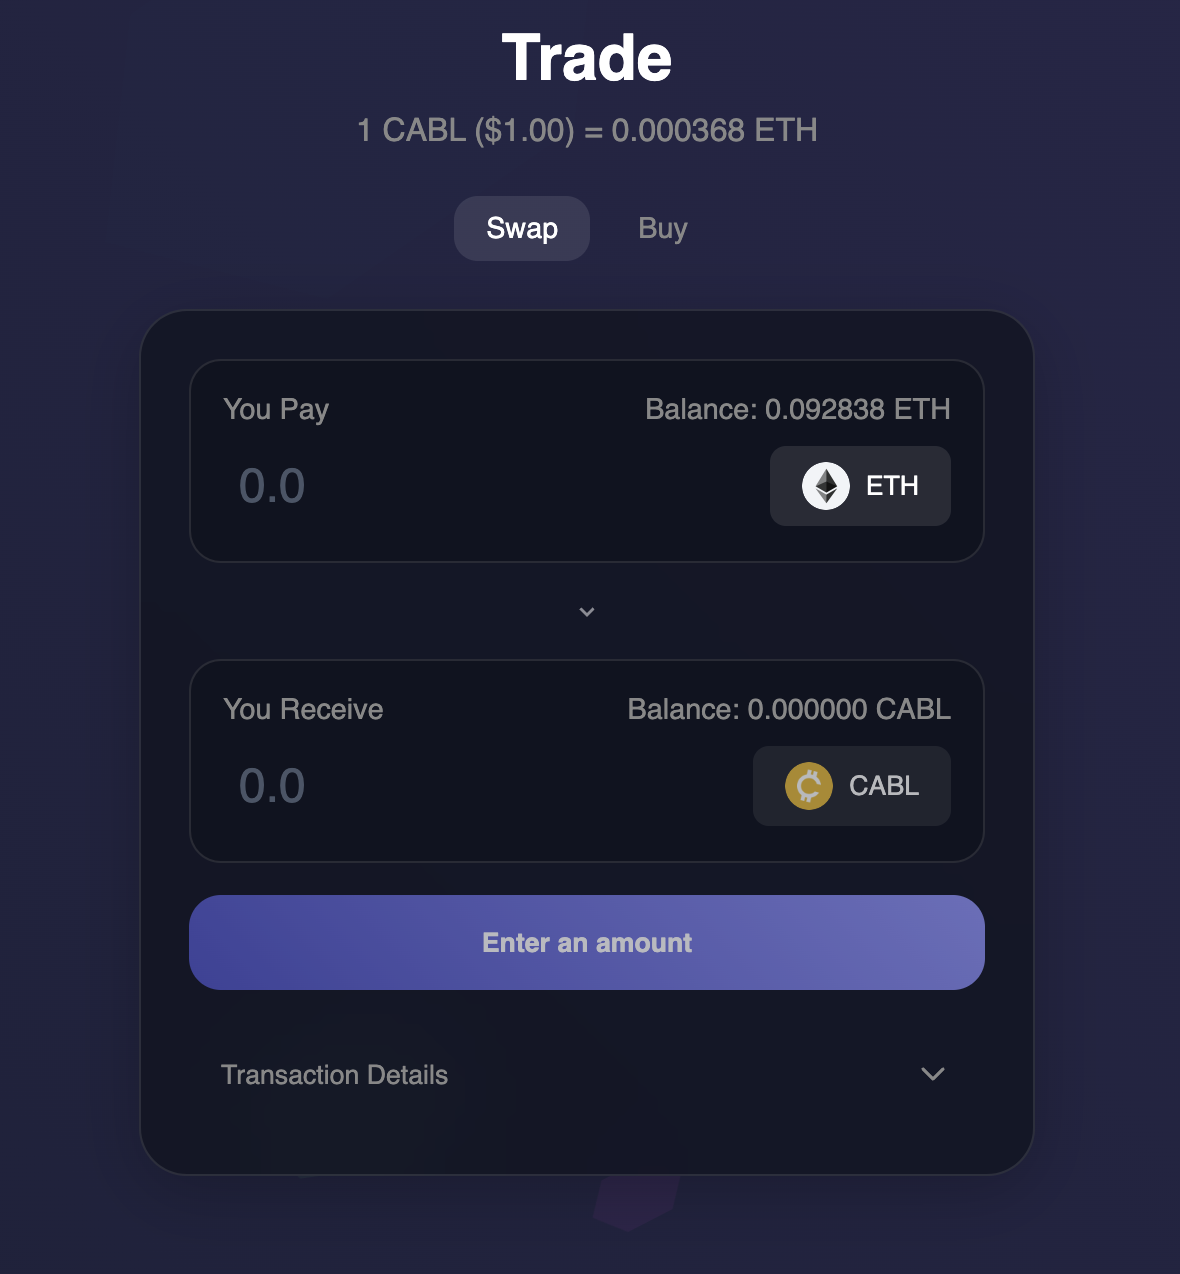 Trade
1 CABL ($1.00) = 0.000368 ETH
Swap Buy
You Pay Balance: 0.092838 ETH
0.0 ETH
You Receive Balance: 0.000000 CABL
0.0 CABL
Enter an amount
Transaction Details